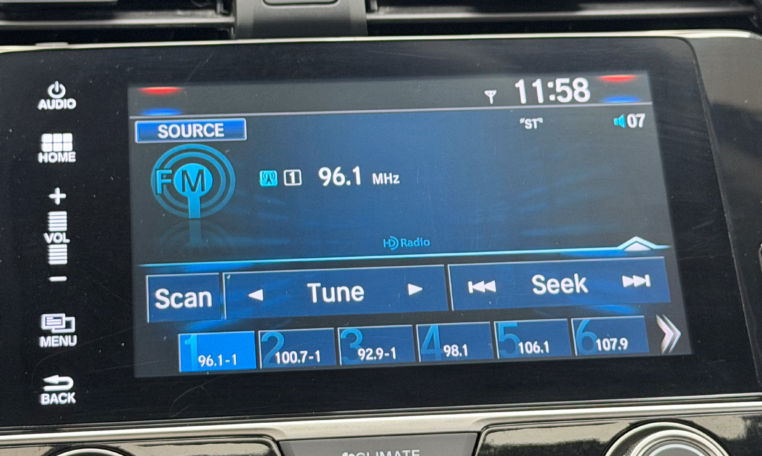 AUDIO
HOME
+
VOL
–
MENU
BACK
11:58
SOURCE
"ST"
07
FM
1 96.1 MHz
HD Radio
Scan
Tune
Seek
1 96.1-1
2 100.7-1
3 92.9-1
4 98.1
5 106.1
6 107.9
CLIMATE